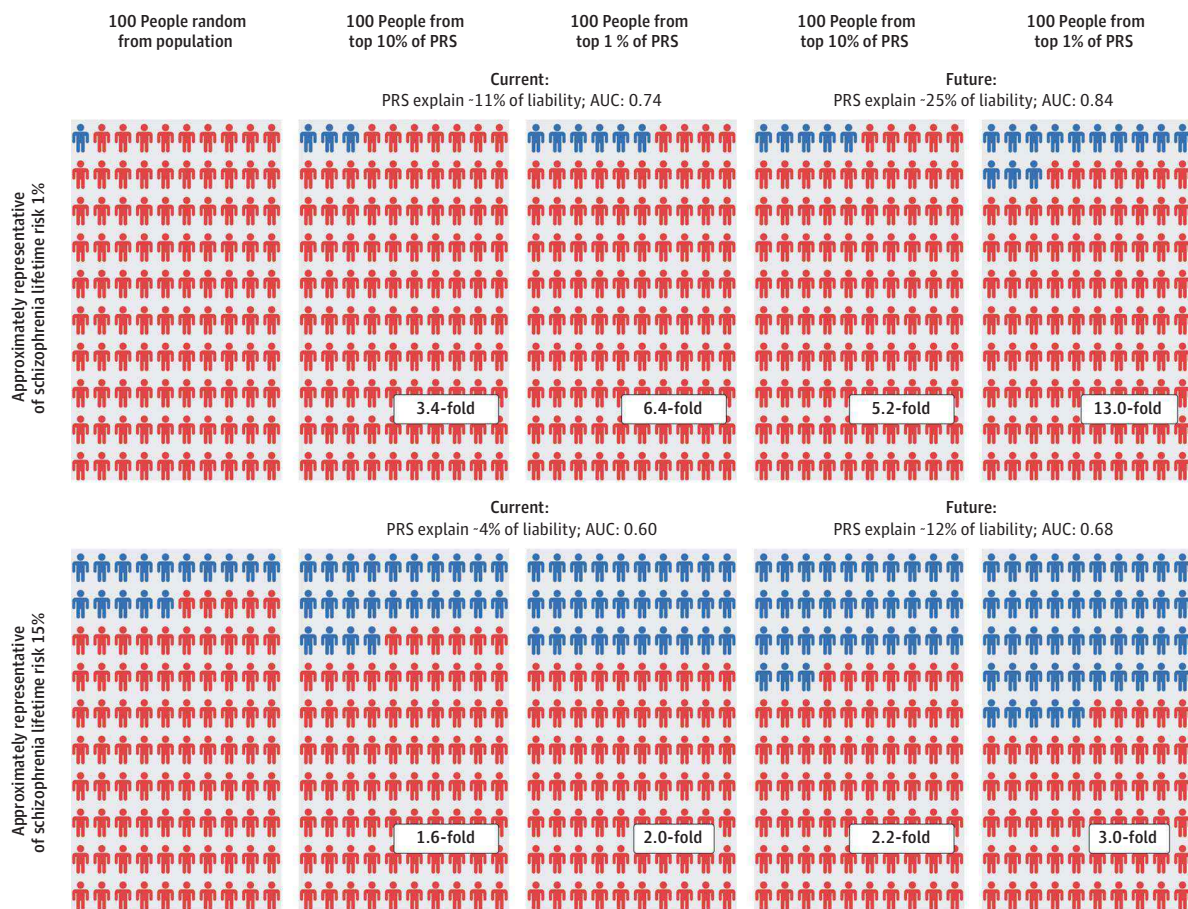 100 People random
from population
100 People from
top 10% of PRS
100 People from
top 1 % of PRS
100 People from
top 10% of PRS
100 People from
top 1% of PRS
Current:
PRS explain -11% of liability; AUC: 0.74
Future:
PRS explain -25% of liability; AUC: 0.84
Approximately representative
of schizophrenia lifetime risk 1%
3.4-fold
6.4-fold
5.2-fold
13.0-fold
Current:
PRS explain -4% of liability; AUC: 0.60
Future:
PRS explain -12% of liability; AUC: 0.68
Approximately representative
of schizophrenia lifetime risk 15%
1.6-fold
2.0-fold
2.2-fold
3.0-fold